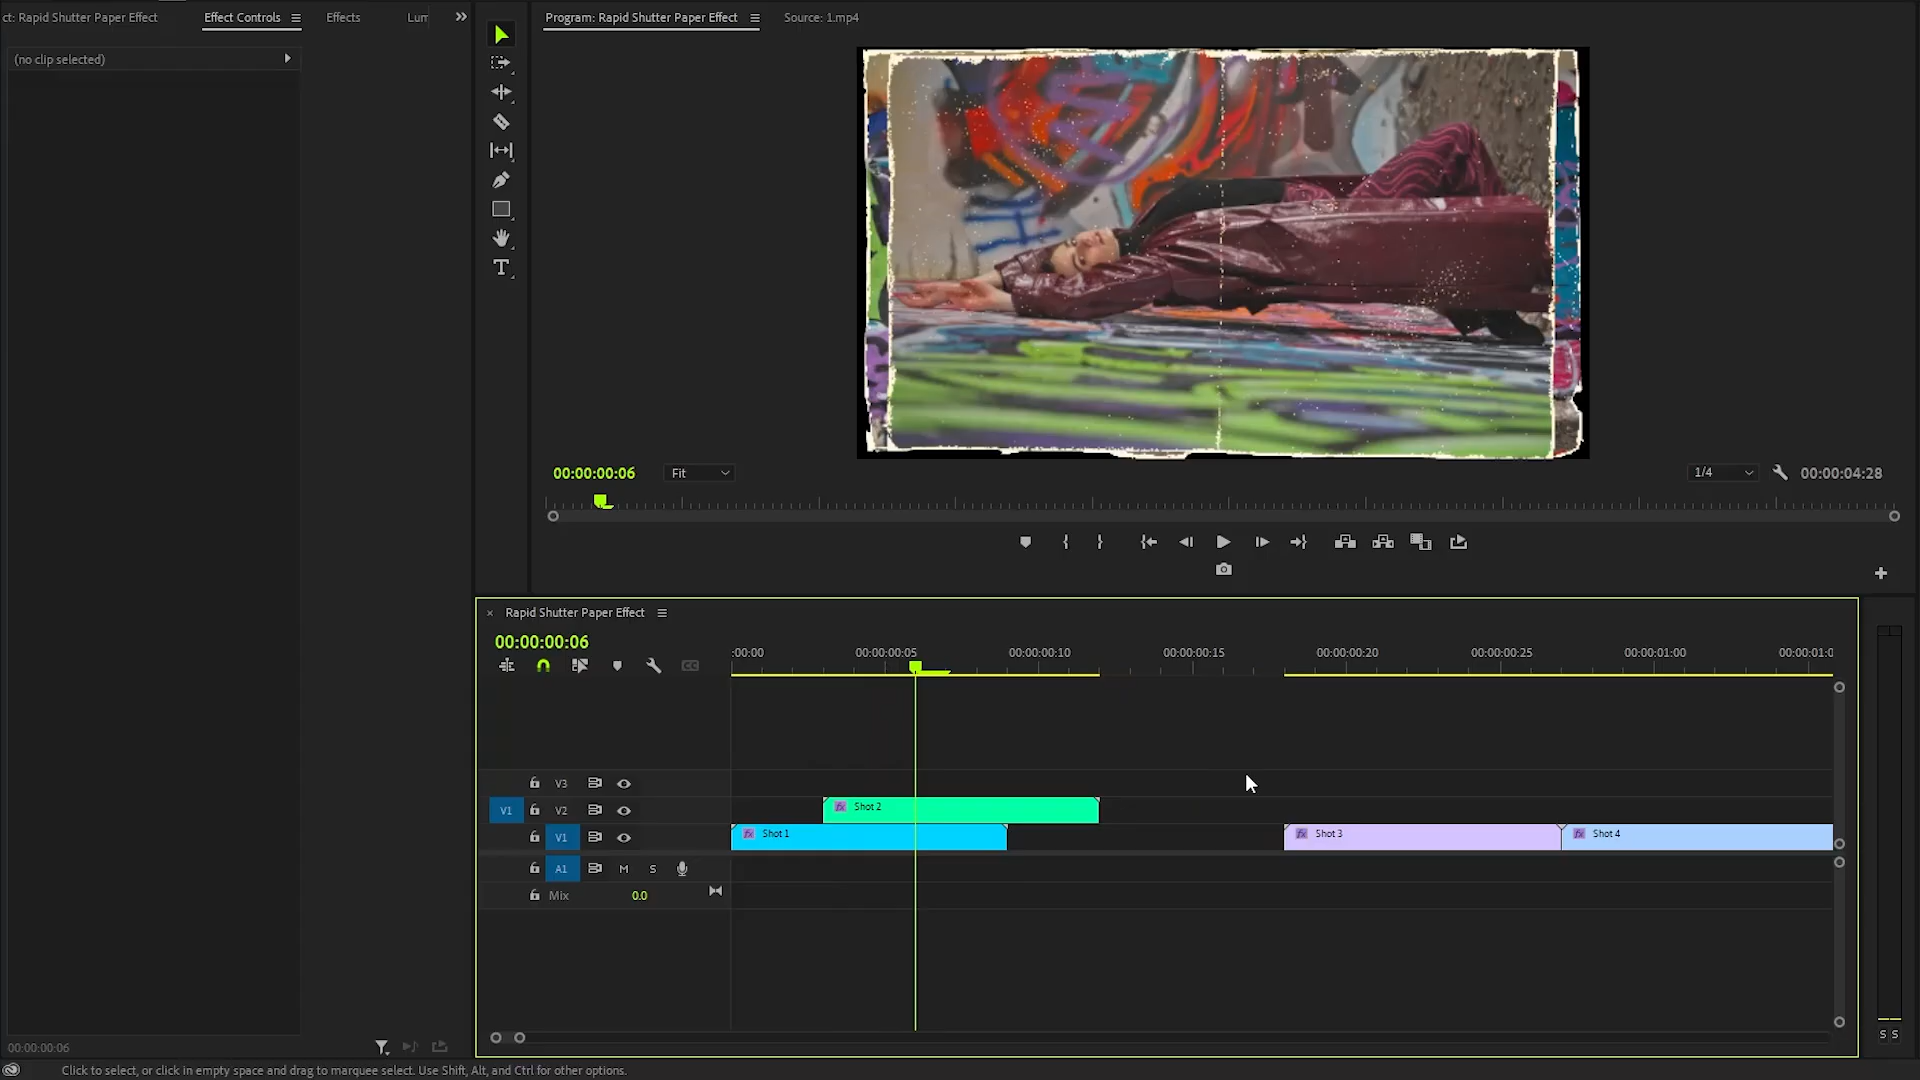 ct: Rapid Shutter Paper Effect
Effect Controls
Effects
Lum
Program: Rapid Shutter Paper Effect
Source: 1.mp4
(no clip selected)
00:00:00:06
Fit
1/4
00:00:04:28
× Rapid Shutter Paper Effect
00:00:00:06
:00:00
00:00:00:05
00:00:00:10
00:00:00:15
00:00:00:20
00:00:00:25
00:00:01:00
00:00:01:0
V3
V1
V2
fx Shot 2
V1
fx Shot 1
fx Shot 3
fx Shot 4
A1
M
S
Mix
0.0
S S
00:00:00:06
Click to select, or click in empty space and drag to marquee select. Use Shift, Alt, and Ctrl for other options.